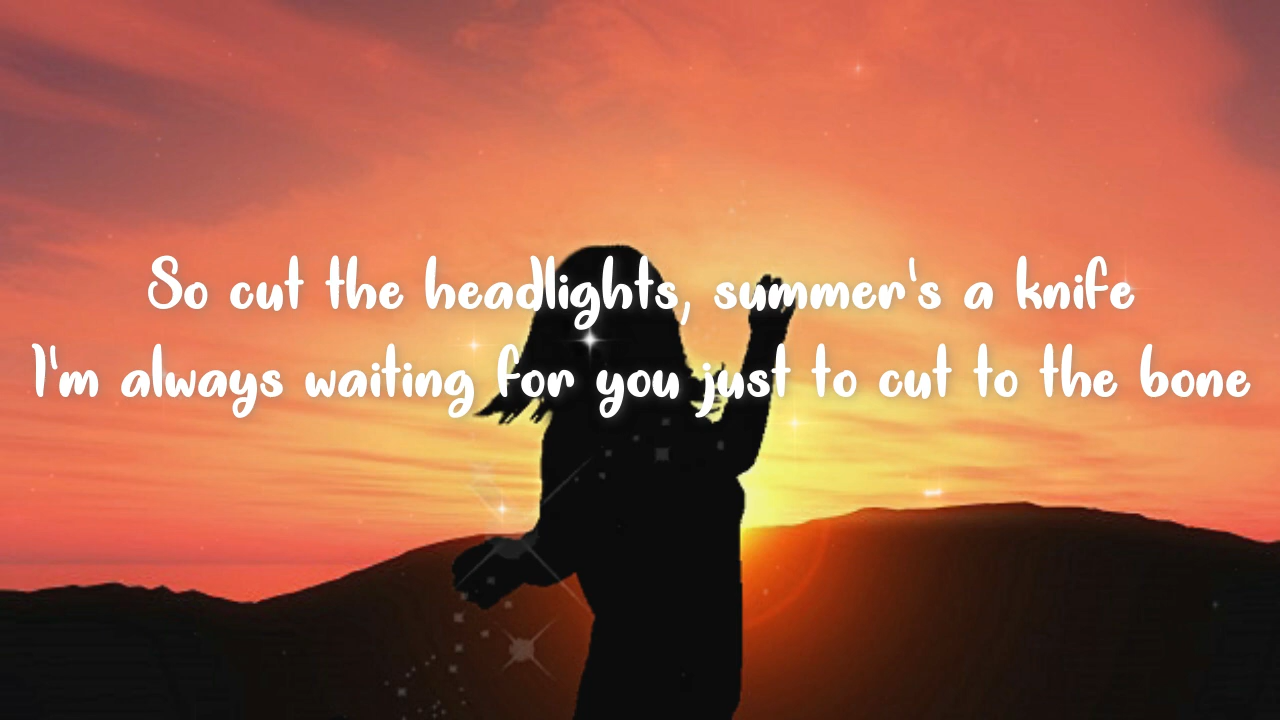 So cut the headlights, summer's a knife
I'm always waiting for you just to cut to the bone